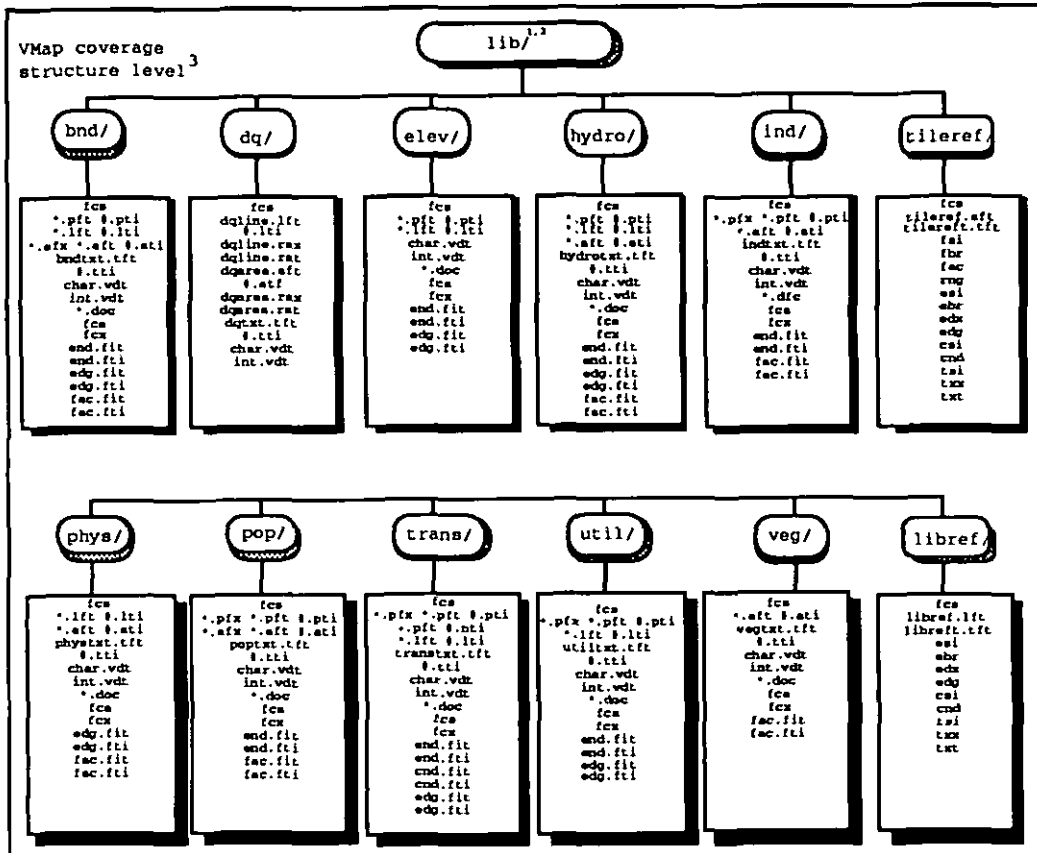 VMap coverage
structure level3
lib/1,2
bnd/
dq/
elev/
hydro/
ind/
tileref/
fcs
*.pft #.pti
*.lft #.lti
*.afx *.aft #.ati
bndtxt.tft
#.tti
char.vdt
int.vdt
*.doc
fca
fcx
end.fit
end.fti
edg.fit
edg.fti
fac.fit
fac.fti
fcs
dqline.lft
#.lti
dqline.rax
dqline.rat
dqarea.aft
#.atf
dqarea.rax
dqarea.rat
dqtxt.tft
#.tti
char.vdt
int.vdt
fcs
*.pft #.pti
*.lft #.lti
char.vdt
int.vdt
*.doc
fca
fcx
end.fit
end.fti
edg.fit
edg.fti
fcs
*.pft #.pti
*.lft #.lti
*.aft #.ati
hydrotxt.tft
#.tti
char.vdt
int.vdt
*.doc
fca
fcx
end.fit
end.fti
edg.fit
edg.fti
fac.fit
fac.fti
fcs
*.pfx *.pft #.pti
*.aft #.ati
indtxt.tft
#.tti
char.vdt
int.vdt
*.dfc
fca
fcx
end.fit
end.fti
fac.fit
fac.fti
fcs
tileref.aft
tilereft.tft
fsi
fbr
fac
rng
esi
ebr
edx
edg
csi
cnd
tsi
txx
txt
phys/
pop/
trans/
util/
veg/
libref/
fcs
*.lft #.lti
*.aft #.ati
phystxt.tft
#.tti
char.vdt
int.vdt
*.doc
fca
fcx
edg.fit
edg.fti
fac.fit
fac.fti
fcs
*.pfx *.pft #.pti
*.afx *.aft #.ati
poptxt.tft
#.tti
char.vdt
int.vdt
*.doc
fca
fcx
end.fit
end.fti
fac.fit
fac.fti
fcs
*.pfx *.pft #.pti
*.pft #.nti
*.lft #.lti
transtxt.tft
#.tti
char.vdt
int.vdt
*.doc
fca
fcx
end.fit
end.fti
cnd.fit
cnd.fti
edg.fit
edg.fti
fcs
*.pfx *.pft #.pti
*.lft #.lti
utiltxt.tft
#.tti
char.vdt
int.vdt
*.doc
fca
fcx
end.fit
end.fti
edg.fit
edg.fti
fcs
*.aft #.ati
vegtxt.tft
#.tti
char.vdt
int.vdt
*.doc
fca
fcx
fac.fit
fac.fti
fcs
libref.lft
libreft.tft
esi
ebr
edx
edg
csi
cnd
tsi
txx
txt